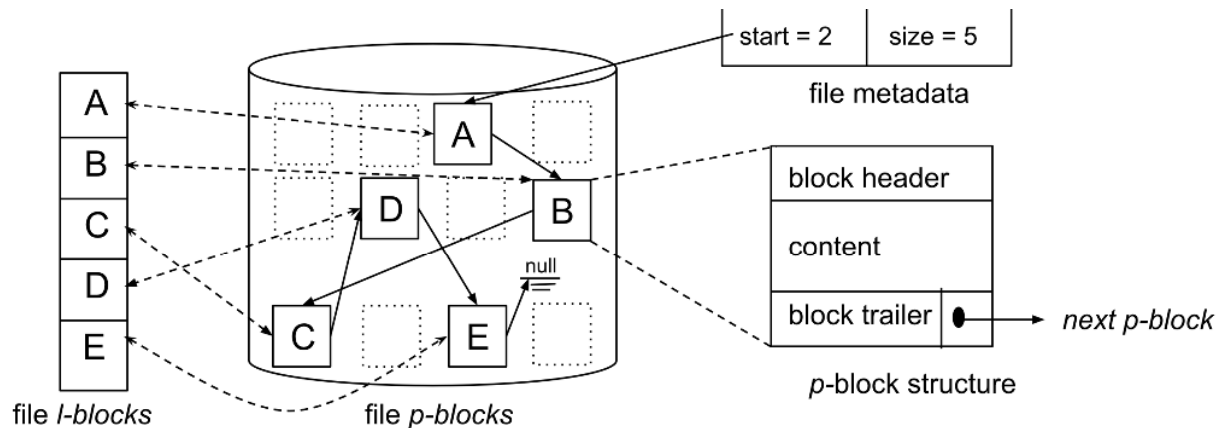 start = 2
size = 5
file metadata
A
B
C
D
E
A
D
B
null
C
E
block header
content
block trailer
next p-block
file l-blocks
file p-blocks
p-block structure